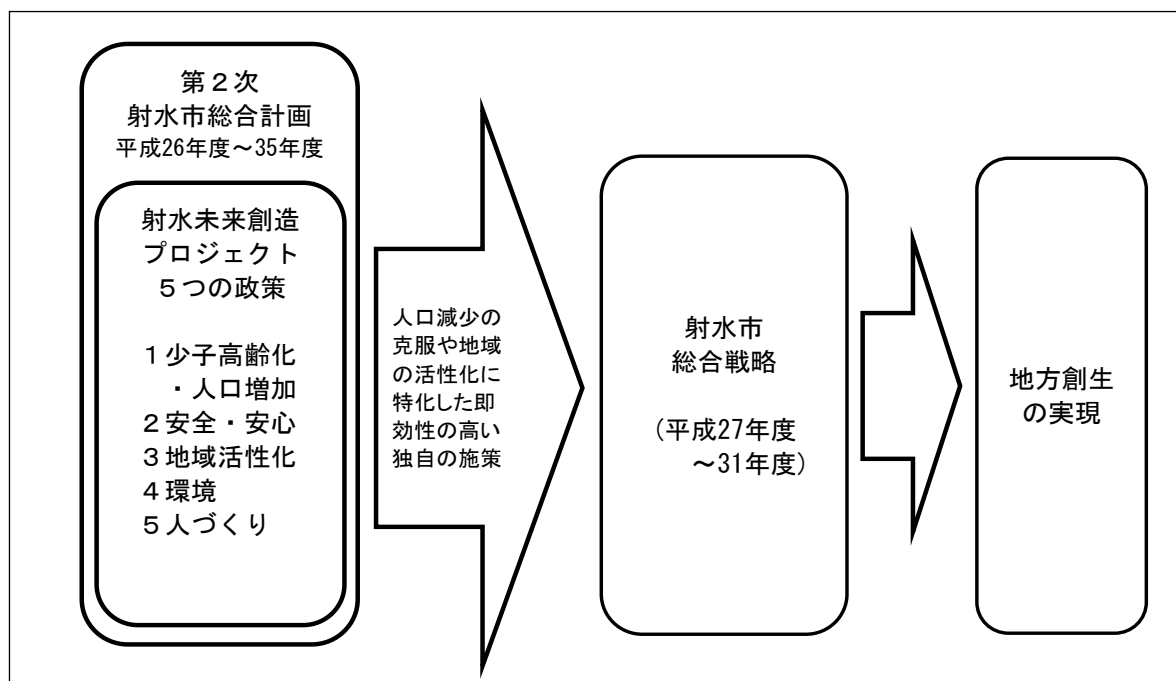 第２次
射水市総合計画
平成26年度～35年度
射水未来創造
プロジェクト
５つの政策
１少子高齢化
・人口増加
２安全・安心
３地域活性化
４環境
５人づくり
人口減少の
克服や地域
の活性化に
特化した即
効性の高い
独自の施策
射水市
総合戦略
(平成27年度
～31年度)
地方創生
の実現